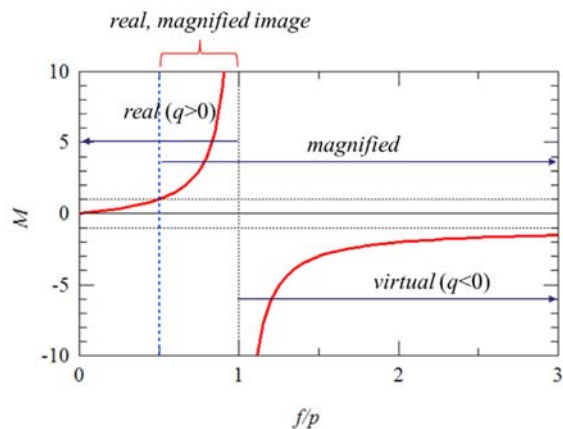 real, magnified image
10
real (q>0)
5
magnified
0
M
-5
virtual (q<0)
-10
0
1
2
3
f/p